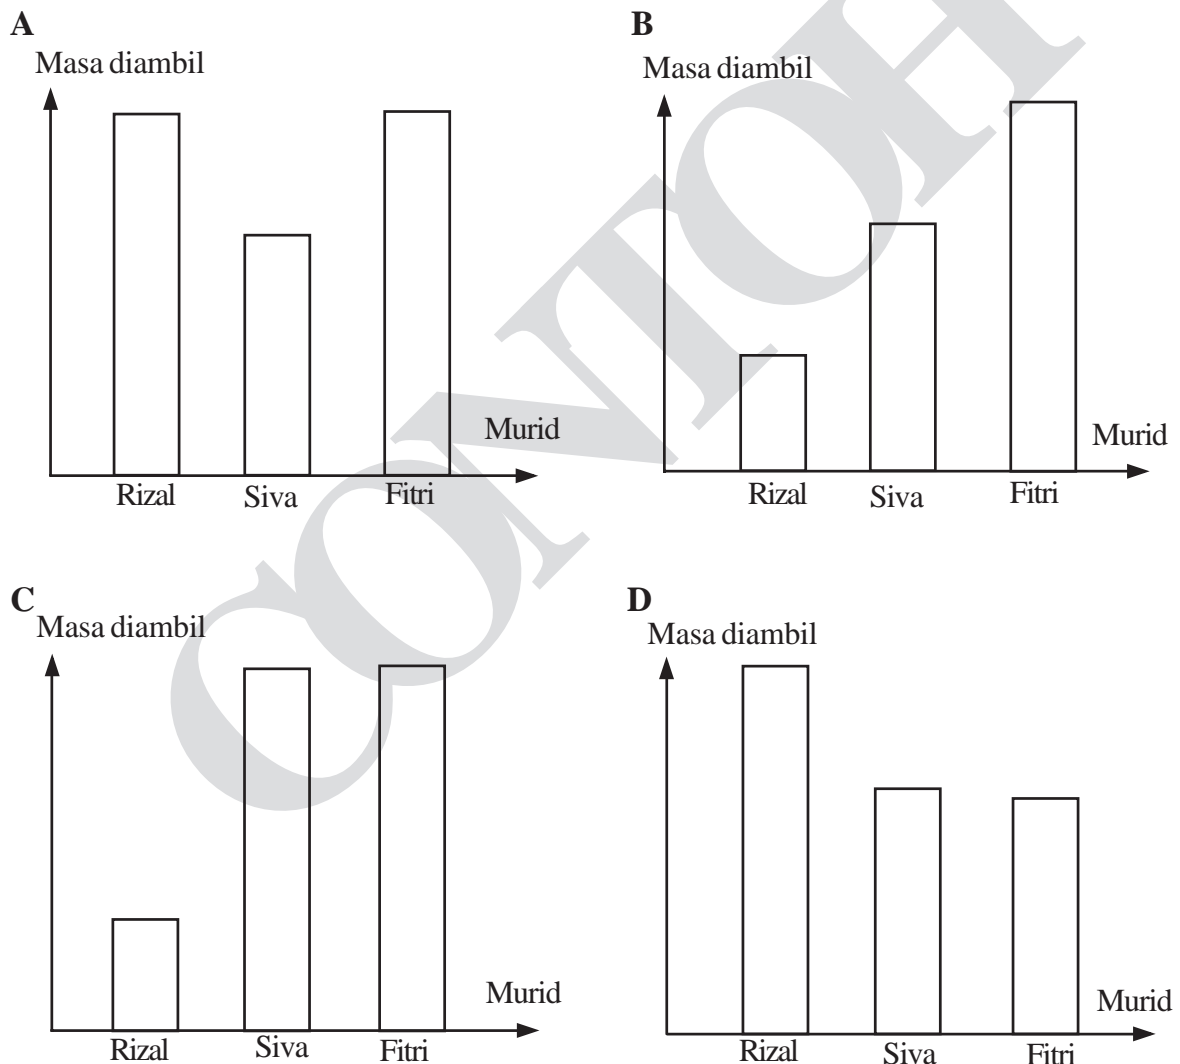 A
B
Masa diambil
Masa diambil
Murid
Murid
Rizal Siva Fitri
Rizal Siva Fitri
C
D
Masa diambil
Masa diambil
Murid
Murid
Rizal Siva Fitri
Rizal Siva Fitri
CONTOH